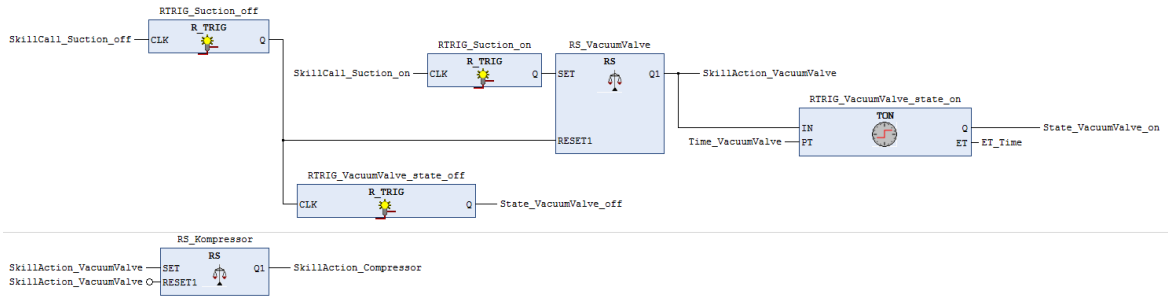 RTRIG_Suction_off
R_TRIG
SkillCall_Suction_off CLK Q
RTRIG_Suction_on
R_TRIG
SkillCall_Suction_on CLK Q
RS_VacuumValve
RS
SET Q1
RESET1
SkillAction_VacuumValve
RTRIG_VacuumValve_state_on
TON
IN Q
State_VacuumValve_on
Time_VacuumValve PT ET ET_Time
RTRIG_VacuumValve_state_off
R_TRIG
CLK Q
State_VacuumValve_off
RS_Kompressor
RS
SkillAction_VacuumValve SET Q1 SkillAction_Compressor
SkillAction_VacuumValve RESET1